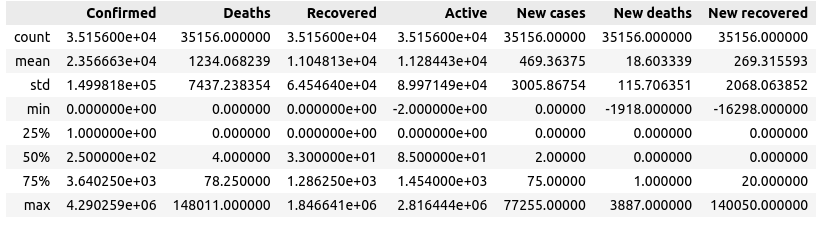 Confirmed Deaths Recovered Active New cases New deaths New recovered
count 3.515600e+04 35156.000000 3.515600e+04 3.515600e+04 35156.00000 35156.000000 35156.000000
mean 2.356663e+04 1234.068239 1.104813e+04 1.128443e+04 469.36375 18.603339 269.315593
std 1.499818e+05 7437.238354 6.454640e+04 8.997149e+04 3005.86754 115.706351 2068.063852
min 0.000000e+00 0.000000 0.000000e+00 -2.000000e+00 0.00000 -1918.000000 -16298.000000
25% 1.000000e+00 0.000000 0.000000e+00 0.000000e+00 0.00000 0.000000 0.000000
50% 2.500000e+02 4.000000 3.300000e+01 8.500000e+01 2.00000 0.000000 0.000000
75% 3.640250e+03 78.250000 1.286250e+03 1.454000e+03 75.00000 1.000000 20.000000
max 4.290259e+06 148011.000000 1.846641e+06 2.816444e+06 77255.00000 3887.000000 140050.000000